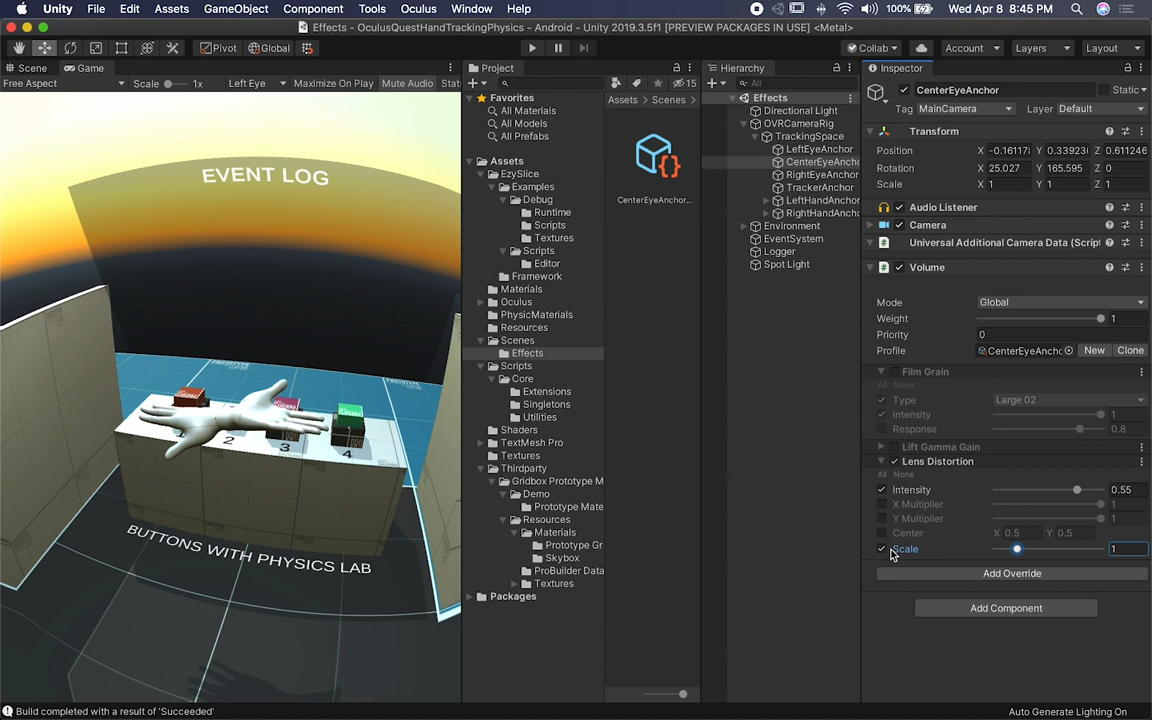 Unity File Edit Assets GameObject Component Tools Oculus Window Help 100% Wed Apr 8 8:45 PM
Effects - OculusQuestHandTrackingPhysics - Android - Unity 2019.3.5f1 [PREVIEW PACKAGES IN USE] <Metal>
Pivot Global Collab Account Layers Layout
Scene Game Project Hierarchy Inspector
Free Aspect Scale 1x Left Eye Maximize On Play Mute Audio Stat
15
All
Assets > Scenes >
CenterEyeAnchor...
EVENT LOG
2
3
4
BUTTONS WITH PHYSICS LAB
Favorites
All Materials
All Models
All Prefabs
Assets
EzySlice
Examples
Debug
Runtime
Scripts
Textures
Scripts
Editor
Framework
Materials
Oculus
PhysicMaterials
Resources
Scenes
Effects
Scripts
Core
Extensions
Singletons
Utilities
Shaders
TextMesh Pro
Textures
Thirdparty
Gridbox Prototype M
Demo
Prototype Mate
Resources
Materials
Prototype Gr
Skybox
ProBuilder Data
Textures
Packages
Effects
Directional Light
OVRCameraRig
TrackingSpace
LeftEyeAnchor
CenterEyeAncho
RightEyeAnchor
TrackerAnchor
LeftHandAnchor
RightHandAncho
Environment
EventSystem
Logger
Spot Light
CenterEyeAnchor Static
Tag MainCamera Layer Default
Transform
Position X -0.16117 Y 0.33923 Z 0.611246
Rotation X 25.027 Y 165.595 Z 0
Scale X 1 Y 1 Z 1
Audio Listener
Camera
Universal Additional Camera Data (Script
Volume
Mode Global
Weight 1
Priority 0
Profile CenterEyeAncho New Clone
Film Grain
All None
Type Large 02
Intensity 1
Response 0.8
Lift Gamma Gain
Lens Distortion
All None
Intensity 0.55
X Multiplier 1
Y Multiplier 1
Center X 0.5 Y 0.5
Scale 1
Add Override
Add Component
Build completed with a result of 'Succeeded'
Auto Generate Lighting On